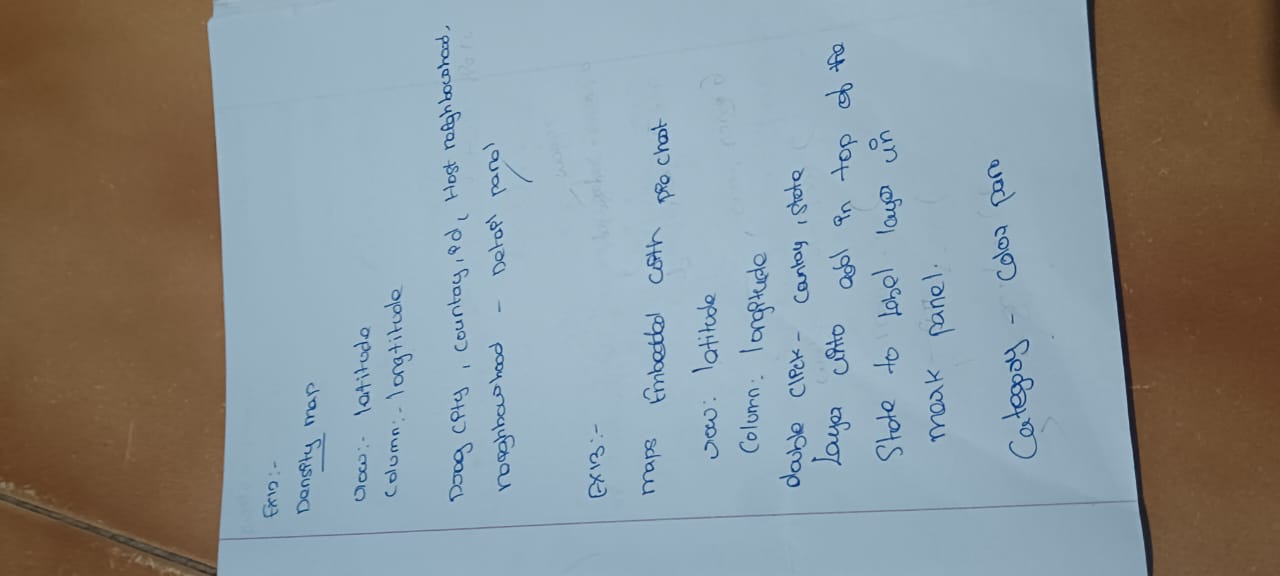 Ex12:-
Density map
row:- latitude
column:- longtitude
Drag city, country, id, Host neighbourhood,
neighbourhood - Detail panel
Ex13:-
maps Embedded with pie chart
row: latitude
Column: longitude
double click - country, state
Layer into add in top of the
State to label layer in
mark panel.
Category - color pane